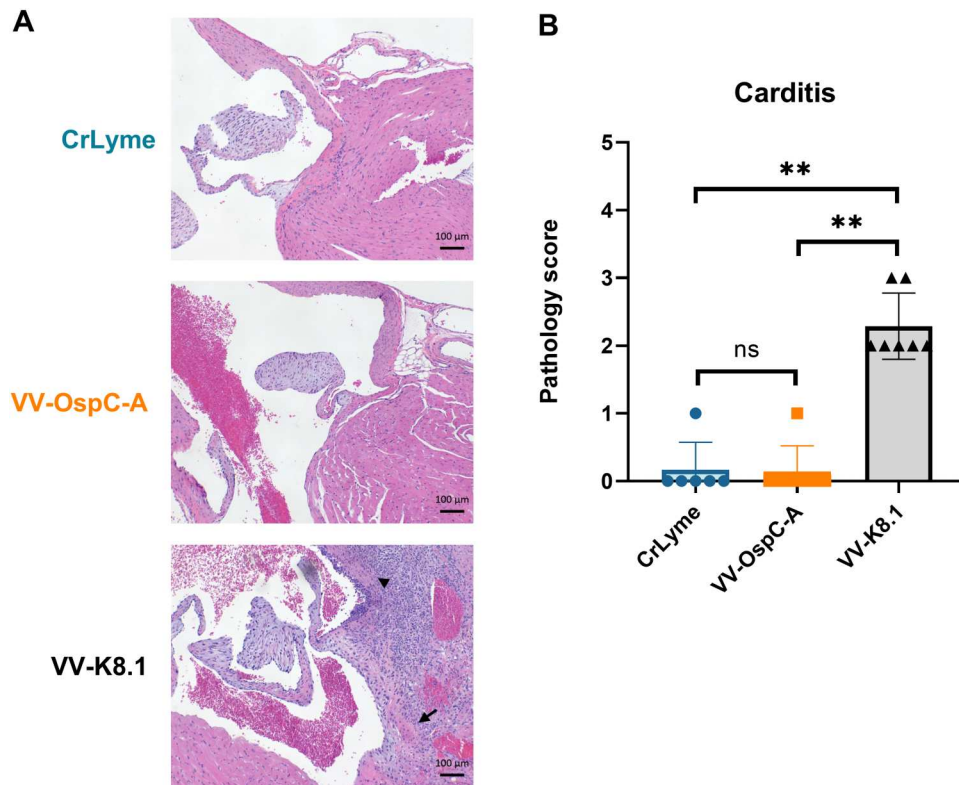 A
CrLyme
100 µm
VV-OspC-A
100 µm
VV-K8.1
100 µm
B
Carditis
Pathology score
5
4
3
2
1
0
**
**
ns
CrLyme
VV-OspC-A
VV-K8.1